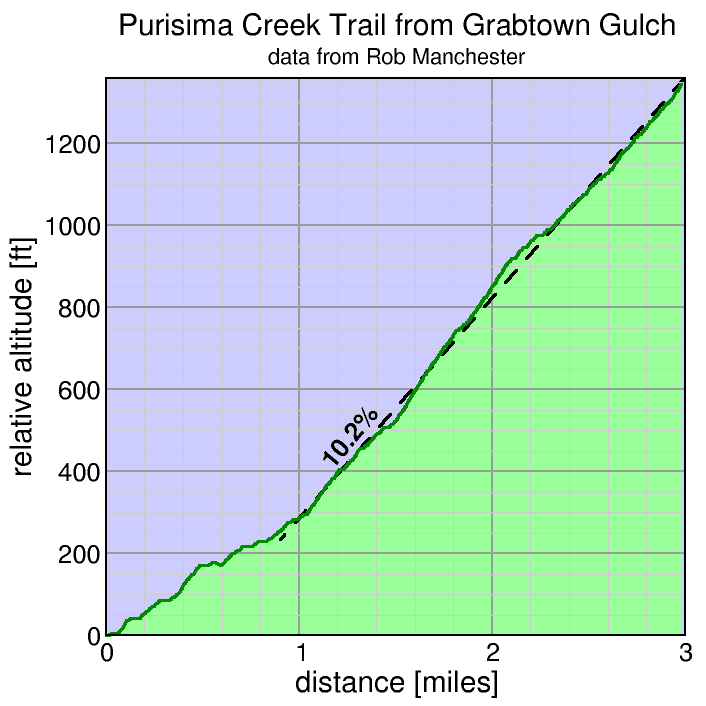 Purisima Creek Trail from Grabtown Gulch
data from Rob Manchester
relative altitude [ft]
1200
1000
800
600
400
200
0
10.2%
0 1 2 3
distance [miles]